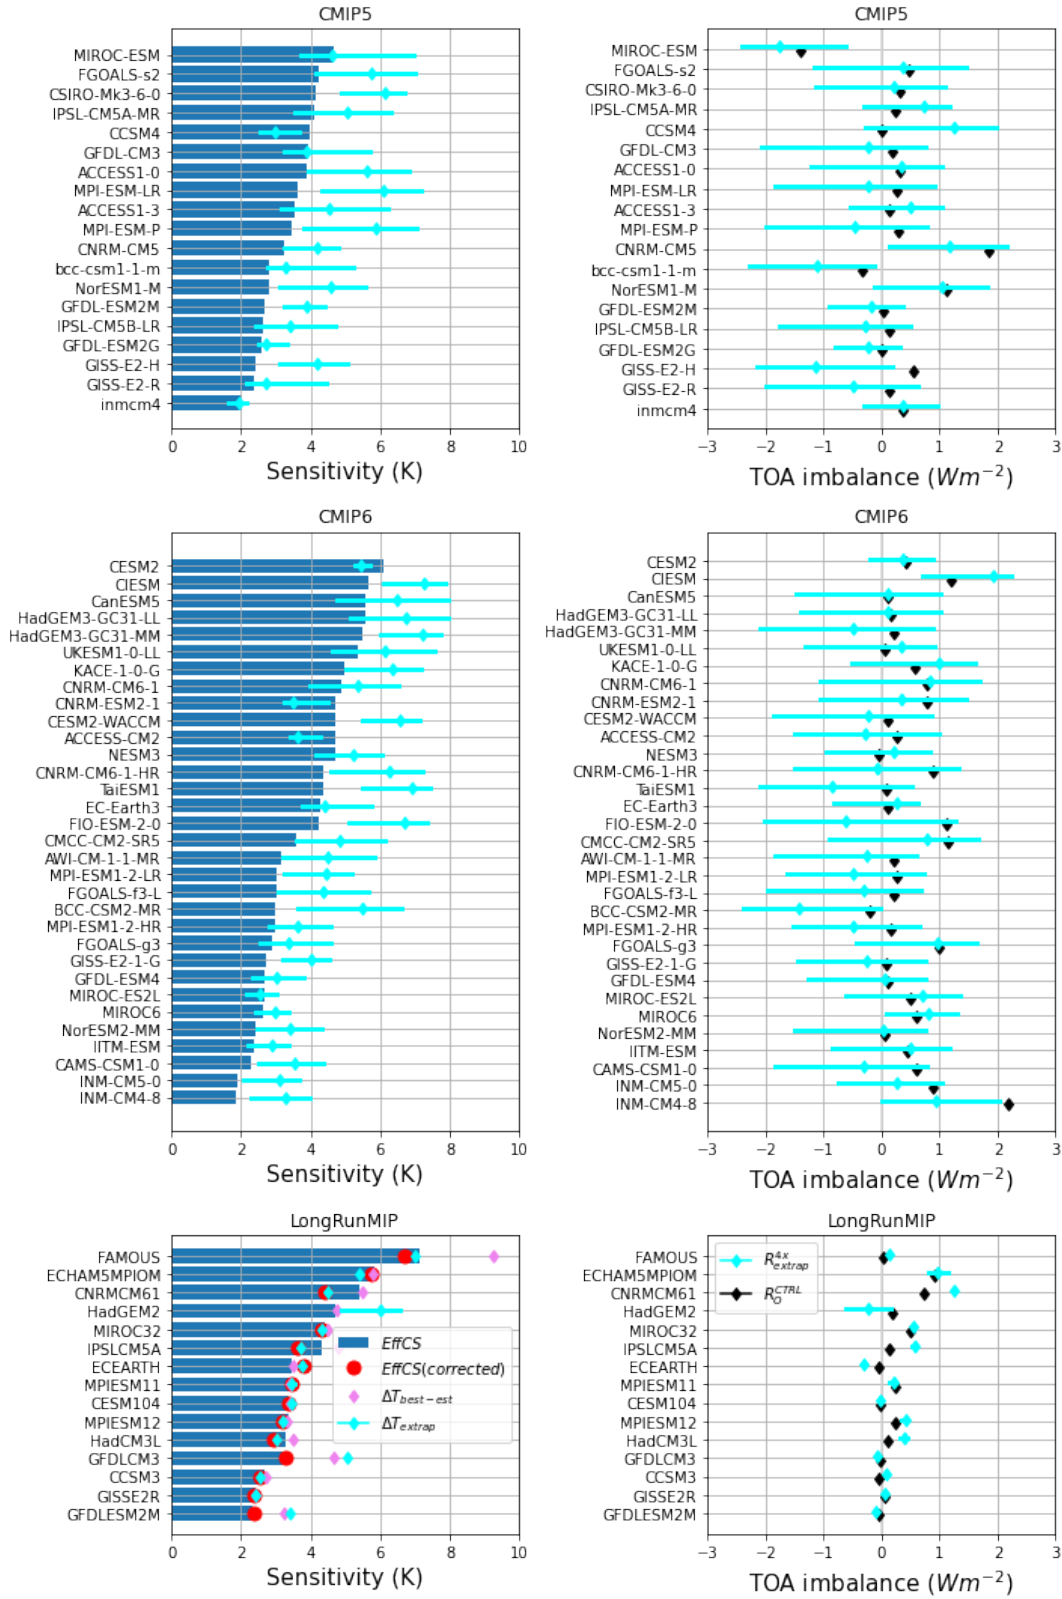 CMIP5
MIROC-ESM
FGOALS-s2
CSIRO-Mk3-6-0
IPSL-CM5A-MR
CCSM4
GFDL-CM3
ACCESS1-0
MPI-ESM-LR
ACCESS1-3
MPI-ESM-P
CNRM-CM5
bcc-csm1-1-m
NorESM1-M
GFDL-ESM2M
IPSL-CM5B-LR
GFDL-ESM2G
GISS-E2-H
GISS-E2-R
inmcm4
0 2 4 6 8 10
Sensitivity (K)
CMIP5
MIROC-ESM
FGOALS-s2
CSIRO-Mk3-6-0
IPSL-CM5A-MR
CCSM4
GFDL-CM3
ACCESS1-0
MPI-ESM-LR
ACCESS1-3
MPI-ESM-P
CNRM-CM5
bcc-csm1-1-m
NorESM1-M
GFDL-ESM2M
IPSL-CM5B-LR
GFDL-ESM2G
GISS-E2-H
GISS-E2-R
inmcm4
−3 −2 −1 0 1 2 3
TOA imbalance (Wm⁻²)
CMIP6
CESM2
CIESM
CanESM5
HadGEM3-GC31-LL
HadGEM3-GC31-MM
UKESM1-0-LL
KACE-1-0-G
CNRM-CM6-1
CNRM-ESM2-1
CESM2-WACCM
ACCESS-CM2
NESM3
CNRM-CM6-1-HR
TaiESM1
EC-Earth3
FIO-ESM-2-0
CMCC-CM2-SR5
AWI-CM-1-1-MR
MPI-ESM1-2-LR
FGOALS-f3-L
BCC-CSM2-MR
MPI-ESM1-2-HR
FGOALS-g3
GISS-E2-1-G
GFDL-ESM4
MIROC-ES2L
MIROC6
NorESM2-MM
IITM-ESM
CAMS-CSM1-0
INM-CM5-0
INM-CM4-8
0 2 4 6 8 10
Sensitivity (K)
CMIP6
CESM2
CIESM
CanESM5
HadGEM3-GC31-LL
HadGEM3-GC31-MM
UKESM1-0-LL
KACE-1-0-G
CNRM-CM6-1
CNRM-ESM2-1
CESM2-WACCM
ACCESS-CM2
NESM3
CNRM-CM6-1-HR
TaiESM1
EC-Earth3
FIO-ESM-2-0
CMCC-CM2-SR5
AWI-CM-1-1-MR
MPI-ESM1-2-LR
FGOALS-f3-L
BCC-CSM2-MR
MPI-ESM1-2-HR
FGOALS-g3
GISS-E2-1-G
GFDL-ESM4
MIROC-ES2L
MIROC6
NorESM2-MM
IITM-ESM
CAMS-CSM1-0
INM-CM5-0
INM-CM4-8
−3 −2 −1 0 1 2 3
TOA imbalance (Wm⁻²)
LongRunMIP
FAMOUS
ECHAM5MPIOM
CNRMCM61
HadGEM2
MIROC32
IPSLCM5A
ECEARTH
MPIESM11
CESM104
MPIESM12
HadCM3L
GFDLCM3
CCSM3
GISSE2R
GFDLESM2M
EffCS
EffCS(corrected)
ΔT_{best−est}
ΔT_{extrap}
0 2 4 6 8 10
Sensitivity (K)
LongRunMIP
FAMOUS
ECHAM5MPIOM
CNRMCM61
HadGEM2
MIROC32
IPSLCM5A
ECEARTH
MPIESM11
CESM104
MPIESM12
HadCM3L
GFDLCM3
CCSM3
GISSE2R
GFDLESM2M
R^{4x}_{extrap}
R^{CTRL}_{O}
−3 −2 −1 0 1 2 3
TOA imbalance (Wm⁻²)